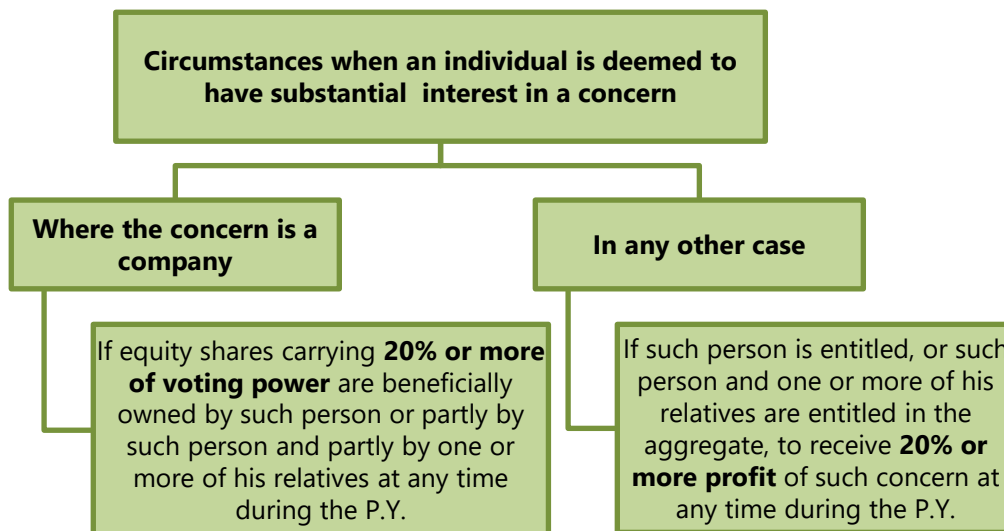 Circumstances when an individual is deemed to
have substantial interest in a concern
Where the concern is a
company
In any other case
If equity shares carrying 20% or more
of voting power are beneficially
owned by such person or partly by
such person and partly by one or
more of his relatives at any time
during the P.Y.
If such person is entitled, or such
person and one or more of his
relatives are entitled in the
aggregate, to receive 20% or
more profit of such concern at
any time during the P.Y.